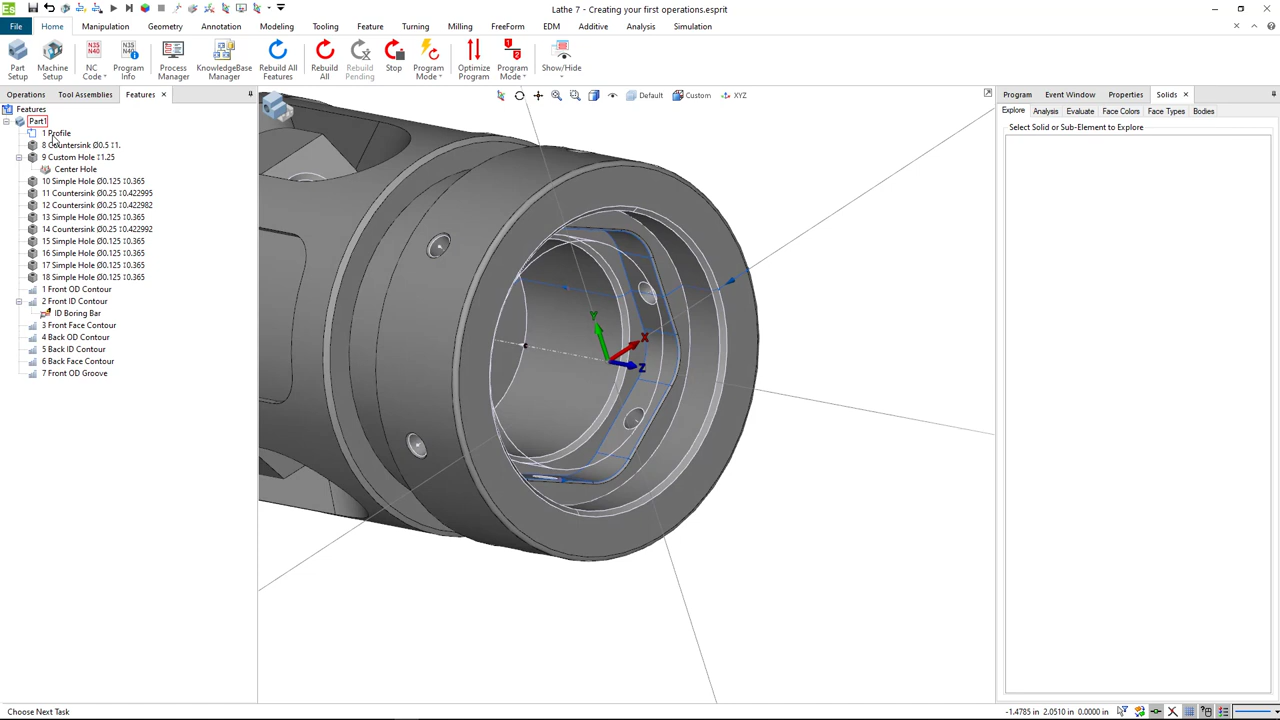 Lathe 7 - Creating your first operations.esprit
File Home Manipulation Geometry Annotation Modeling Tooling Feature Turning Milling FreeForm EDM Additive Analysis Simulation
Part Setup
Machine Setup
N35 N40 NC Code
N35 N40 Program Info
Process Manager
KnowledgeBase Manager
Rebuild All Features
Rebuild All
Rebuild Pending
Stop
Program Mode
Optimize Program
Program Mode
Show/Hide
Operations Tool Assemblies Features
Default Custom XYZ
Program Event Window Properties Solids
Explore Analysis Evaluate Face Colors Face Types Bodies
Select Solid or Sub-Element to Explore
Features
Part1
1 Profile
8 Countersink Ø0.5 ↧1.
9 Custom Hole ↧1.25
Center Hole
10 Simple Hole Ø0.125 ↧0.365
11 Countersink Ø0.25 ↧0.422995
12 Countersink Ø0.25 ↧0.422982
13 Simple Hole Ø0.125 ↧0.365
14 Countersink Ø0.25 ↧0.422992
15 Simple Hole Ø0.125 ↧0.365
16 Simple Hole Ø0.125 ↧0.365
17 Simple Hole Ø0.125 ↧0.365
18 Simple Hole Ø0.125 ↧0.365
1 Front OD Contour
2 Front ID Contour
ID Boring Bar
3 Front Face Contour
4 Back OD Contour
5 Back ID Contour
6 Back Face Contour
7 Front OD Groove
Y
X
Z
Choose Next Task
-1.4785 in 2.0510 in 0.0000 in